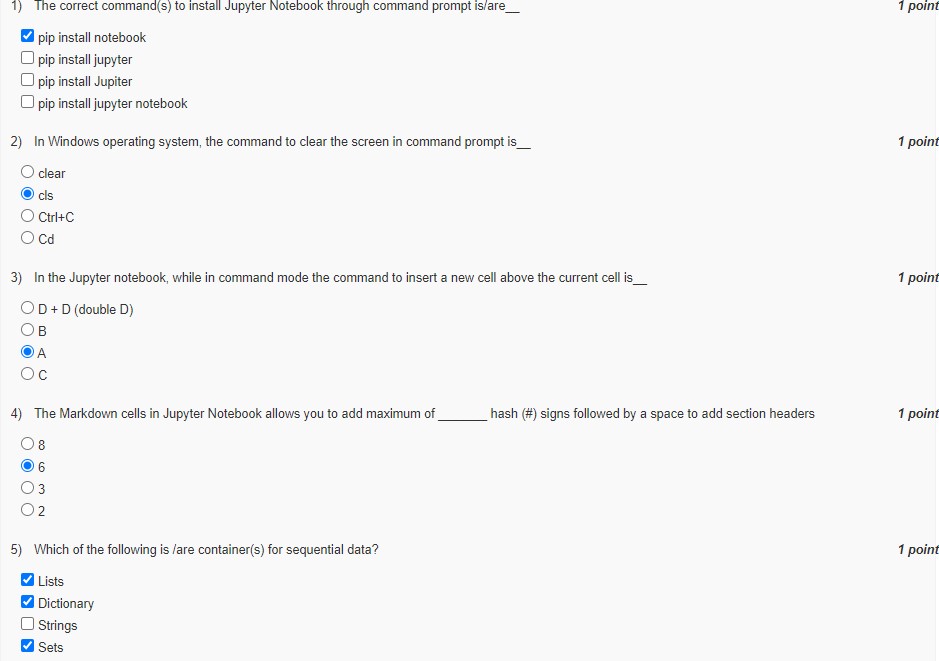 1) The correct command(s) to install Jupyter Notebook through command prompt is/are__ 1 point
pip install notebook
pip install jupyter
pip install Jupiter
pip install jupyter notebook
2) In Windows operating system, the command to clear the screen in command prompt is__ 1 point
clear
cls
Ctrl+C
Cd
3) In the Jupyter notebook, while in command mode the command to insert a new cell above the current cell is__ 1 point
D + D (double D)
B
A
C
4) The Markdown cells in Jupyter Notebook allows you to add maximum of _______ hash (#) signs followed by a space to add section headers 1 point
8
6
3
2
5) Which of the following is /are container(s) for sequential data? 1 point
Lists
Dictionary
Strings
Sets